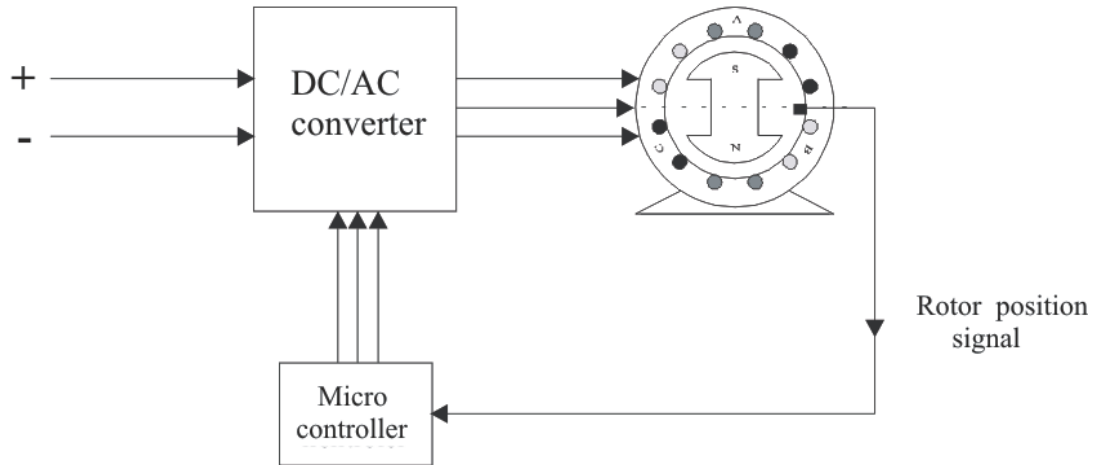 +
-
DC/AC
converter
A
S
N
C
B
Rotor position
signal
Micro
controller